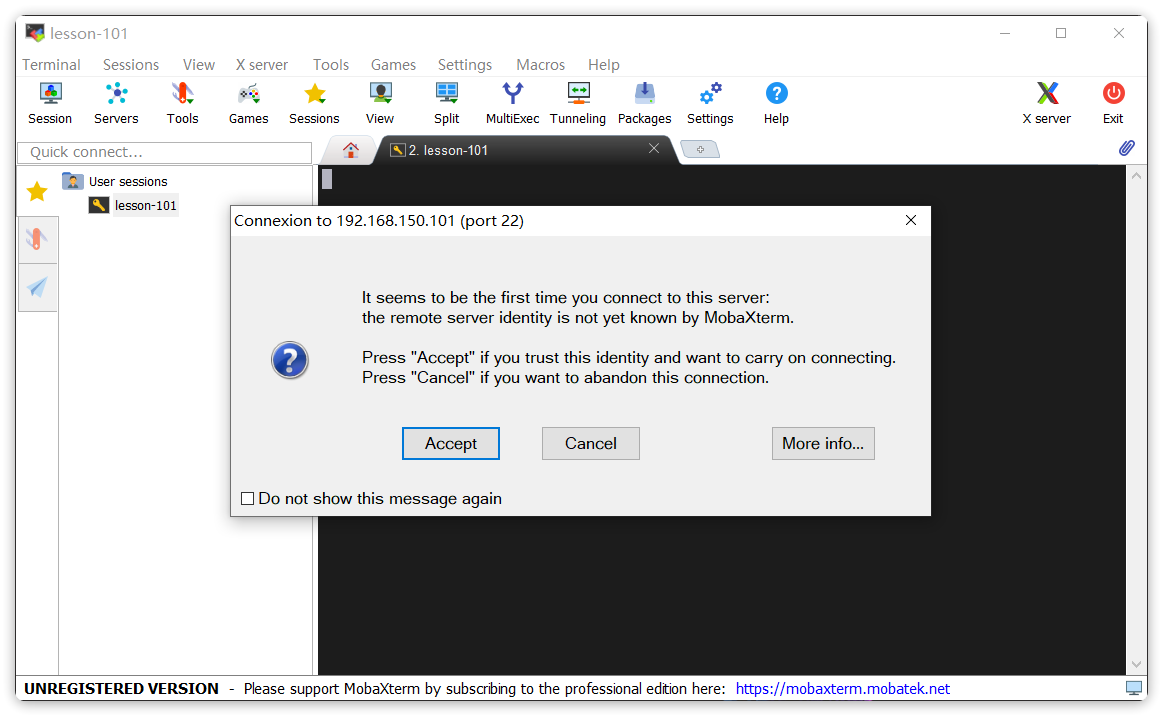 lesson-101
Terminal Sessions View X server Tools Games Settings Macros Help
Session Servers Tools Games Sessions View Split MultiExec Tunneling Packages Settings Help X server Exit
Quick connect...
2. lesson-101
User sessions
lesson-101
Connexion to 192.168.150.101 (port 22)
It seems to be the first time you connect to this server:
the remote server identity is not yet known by MobaXterm.
Press "Accept" if you trust this identity and want to carry on connecting.
Press "Cancel" if you want to abandon this connection.
Accept Cancel More info...
Do not show this message again
UNREGISTERED VERSION - Please support MobaXterm by subscribing to the professional edition here: https://mobaxterm.mobatek.net